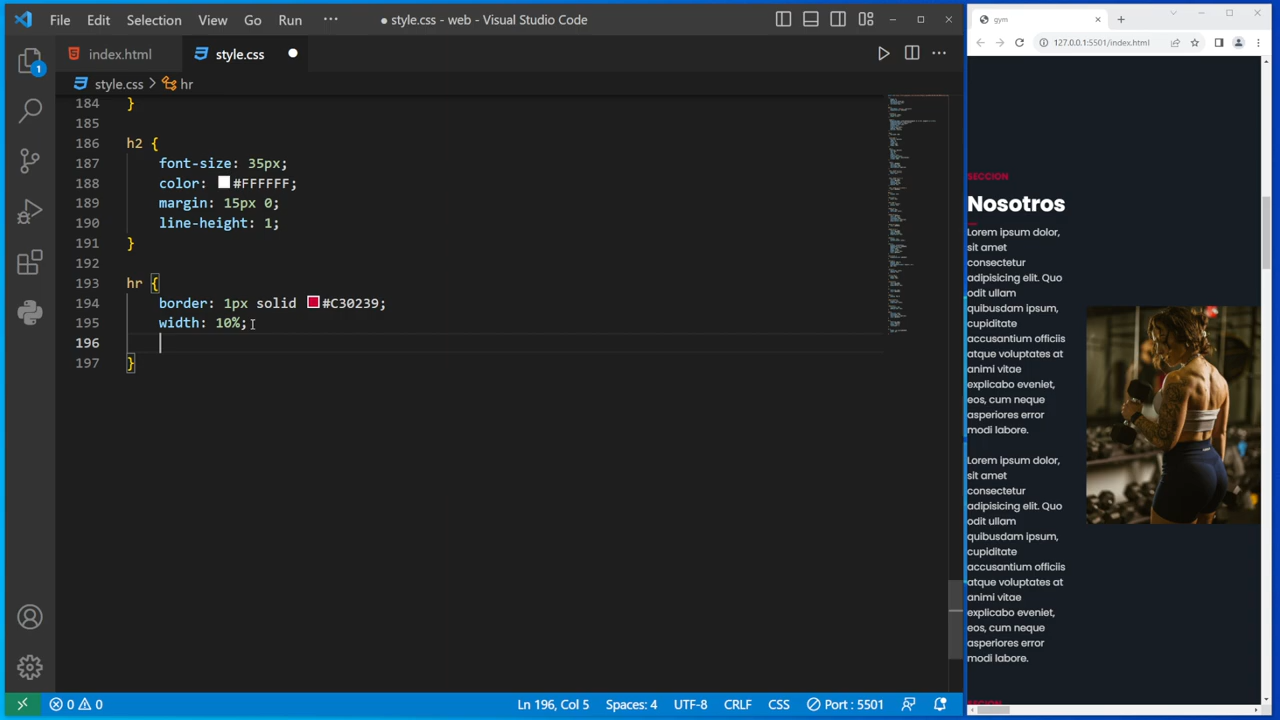 File Edit Selection View Go Run ··· ● style.css - web - Visual Studio Code
index.html style.css ●
style.css > hr
184 }
185
186 h2 {
187 font-size: 35px;
188 color: #FFFFFF;
189 margin: 15px 0;
190 line-height: 1;
191 }
192
193 hr {
194 border: 1px solid #C30239;
195 width: 10%;
196
197 }
1
0 0 Ln 196, Col 5 Spaces: 4 UTF-8 CRLF CSS Port : 5501
gym
127.0.0.1:5501/index.html
SECCION
Nosotros
Lorem ipsum dolor,
sit amet
consectetur
adipisicing elit. Quo
odit ullam
quibusdam ipsum,
cupiditate
accusantium officiis
atque voluptates at
animi vitae
explicabo eveniet,
eos, cum neque
asperiores error
modi labore.
Lorem ipsum dolor,
sit amet
consectetur
adipisicing elit. Quo
odit ullam
quibusdam ipsum,
cupiditate
accusantium officiis
atque voluptates at
animi vitae
explicabo eveniet,
eos, cum neque
asperiores error
modi labore.